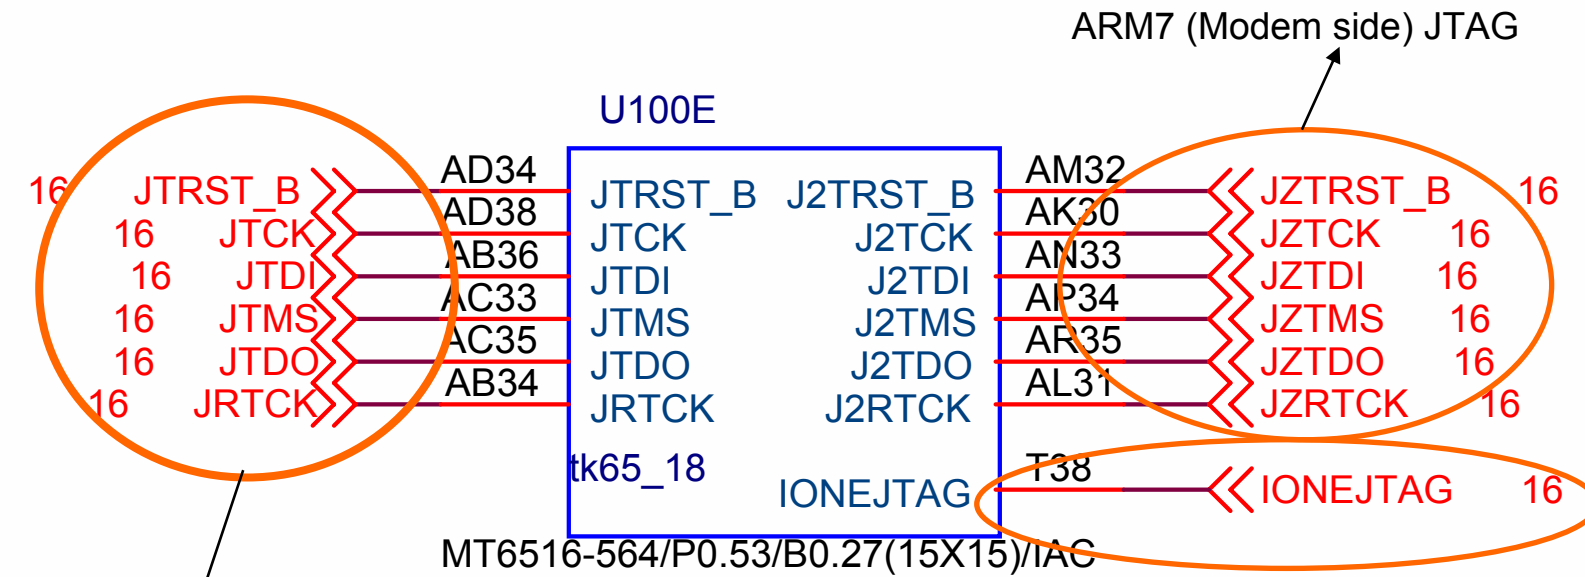 ARM7 (Modem side) JTAG
U100E
16 JTRST_B AD34 JTRST_B J2TRST_B AM32 JZTRST_B 16
16 JTCK AD38 JTCK J2TCK AK30 JZTCK 16
16 JTDI AB36 JTDI J2TDI AN33 JZTDI 16
16 JTMS AC33 JTMS J2TMS AP34 JZTMS 16
16 JTDO AC35 JTDO J2TDO AR35 JZTDO 16
16 JRTCK AB34 JRTCK J2RTCK AL31 JZRTCK 16
tk65_18 IONEJTAG T38 IONEJTAG 16
MT6516-564/P0.53/B0.27(15X15)/IAC